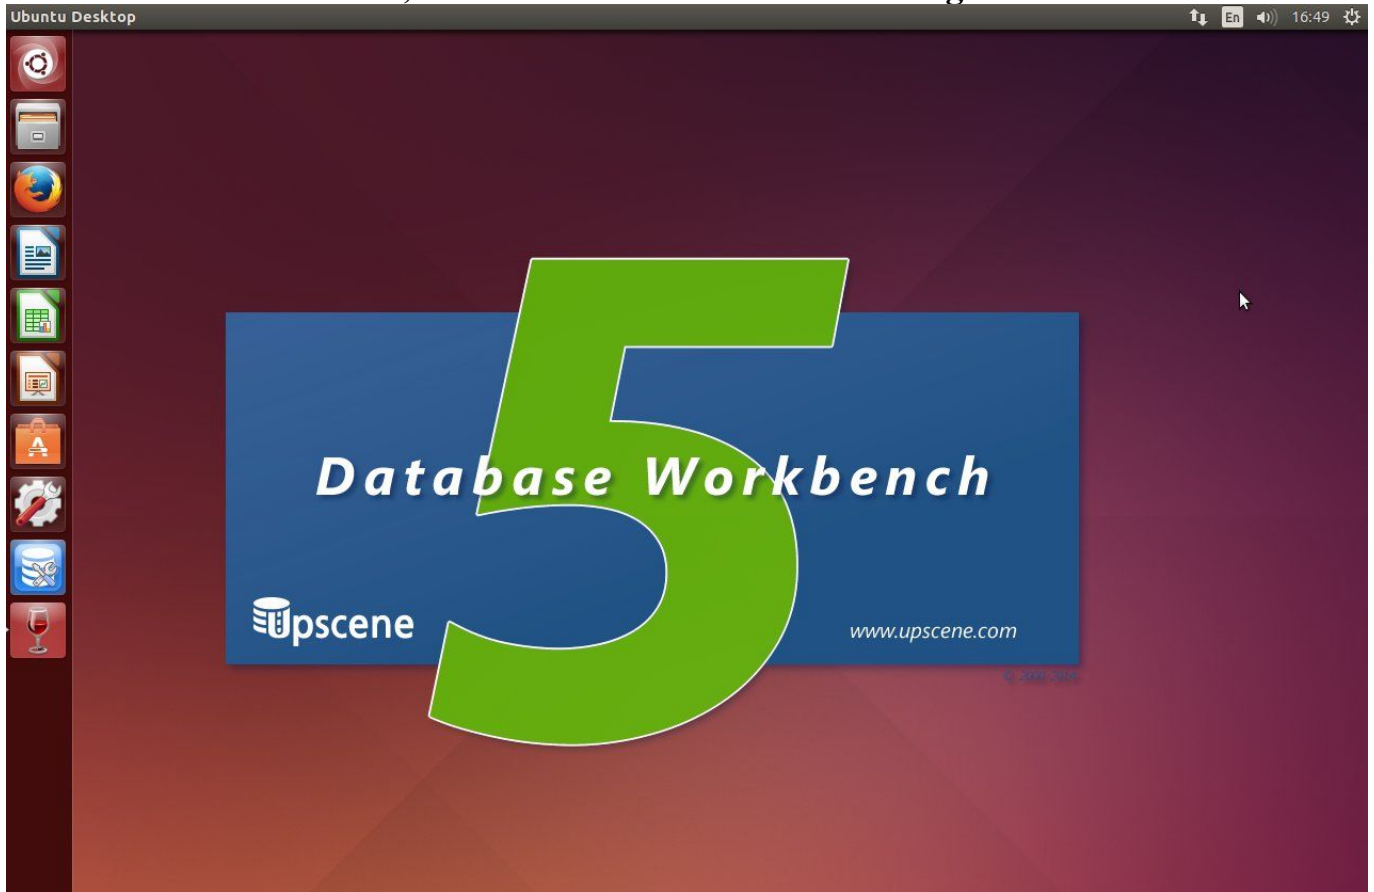 Ubuntu Desktop
En
16:49
5
Database Workbench
Upscene
www.upscene.com